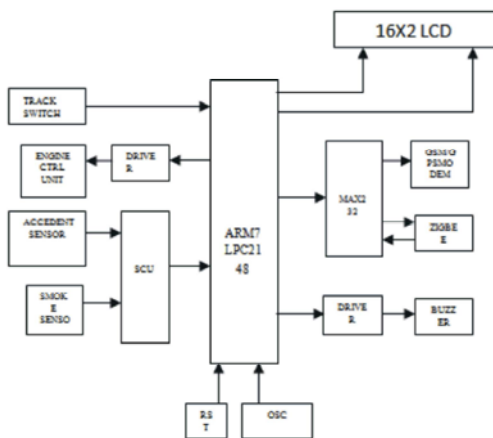 16X2 LCD
TRACK
SWITCH
ENGINE
CTRL
UNIT
DRIVE
R
ACCEDENT
SENSOR
SCU
SMOK
E
SENSO
ARM7
LPC21
48
MAX2
32
GSM/G
PSMO
DEM
ZIGBE
E
DRIVE
R
BUZZ
ER
RS
T
OSC